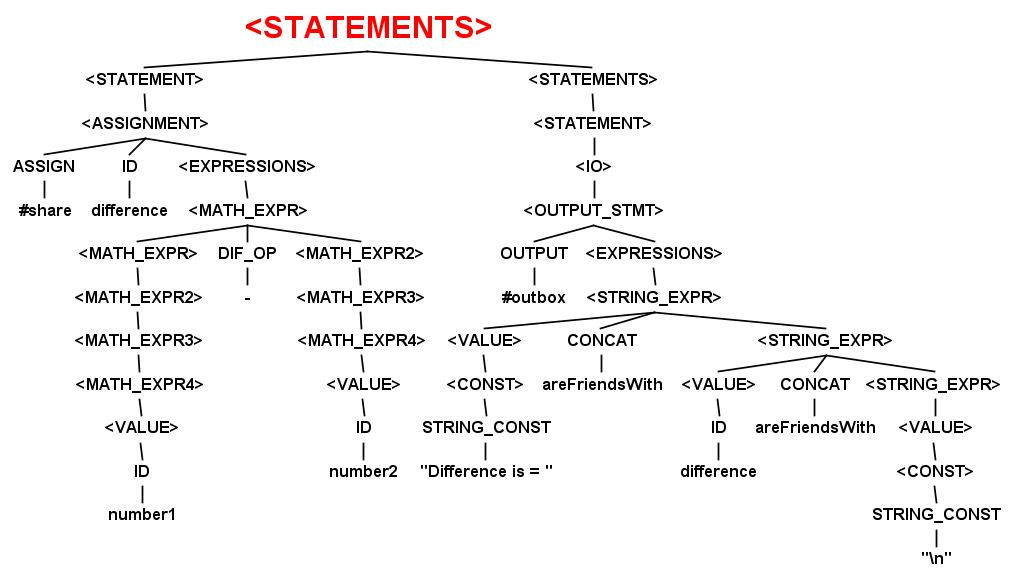 <STATEMENTS>
<STATEMENT> <STATEMENTS>
<ASSIGNMENT> <STATEMENT>
ASSIGN ID <EXPRESSIONS> <IO>
#share difference <MATH_EXPR> <OUTPUT_STMT>
<MATH_EXPR> DIF_OP <MATH_EXPR2> OUTPUT <EXPRESSIONS>
<MATH_EXPR2> - <MATH_EXPR3> #outbox <STRING_EXPR>
<MATH_EXPR3> <MATH_EXPR4> <VALUE> CONCAT <STRING_EXPR>
<MATH_EXPR4> <VALUE> <CONST> areFriendsWith <VALUE> CONCAT <STRING_EXPR>
<VALUE> ID STRING_CONST ID areFriendsWith <VALUE>
ID number2 "Difference is = " difference <CONST>
number1 STRING_CONST
"\n"